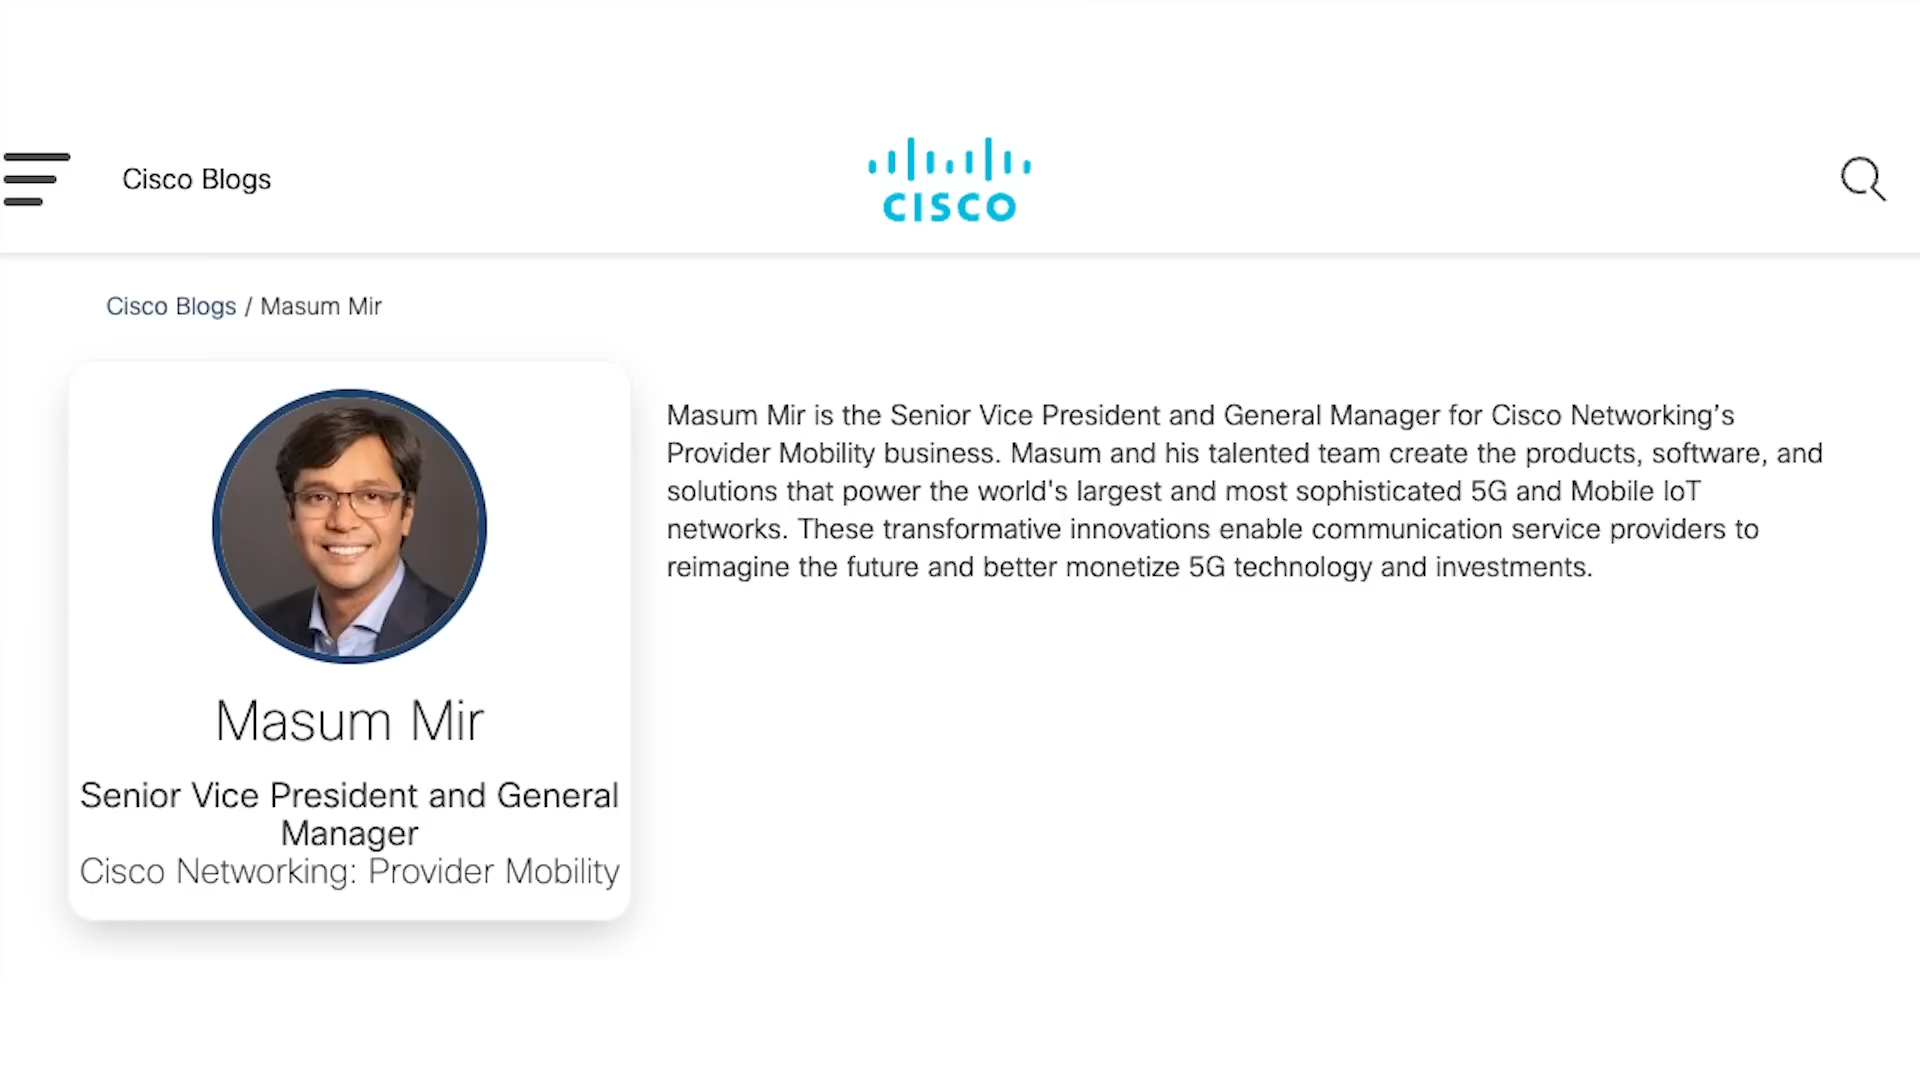 Cisco Blogs
CISCO
Cisco Blogs / Masum Mir
Masum Mir
Senior Vice President and General
Manager
Cisco Networking: Provider Mobility
Masum Mir is the Senior Vice President and General Manager for Cisco Networking’s
Provider Mobility business. Masum and his talented team create the products, software, and
solutions that power the world's largest and most sophisticated 5G and Mobile IoT
networks. These transformative innovations enable communication service providers to
reimagine the future and better monetize 5G technology and investments.